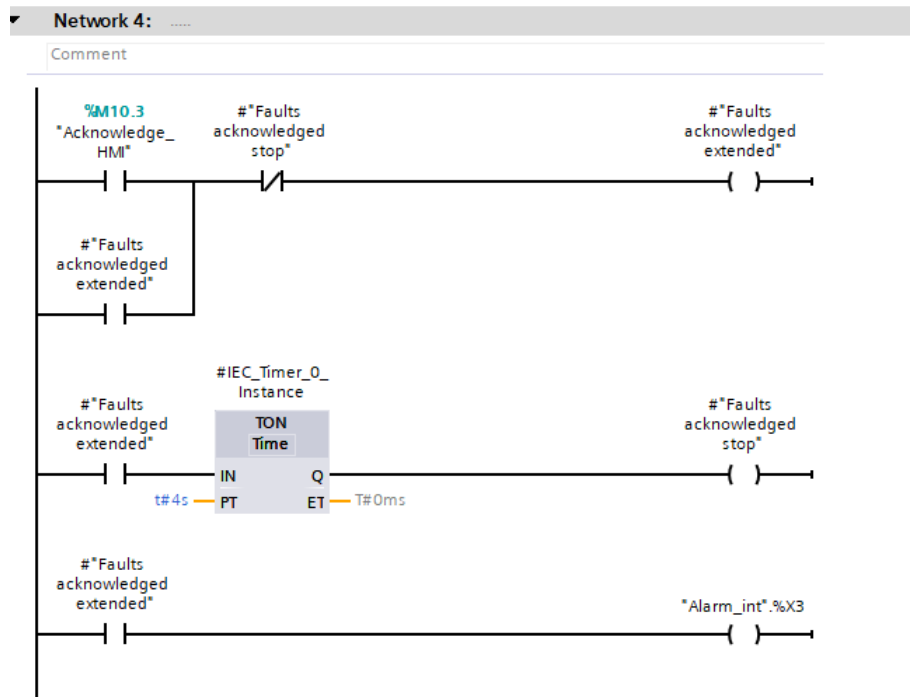 Network 4: .....
Comment
%M10.3
"Acknowledge_
HMI"
#"Faults
acknowledged
stop"
#"Faults
acknowledged
extended"
#"Faults
acknowledged
extended"
#IEC_Timer_0_
Instance
#"Faults
acknowledged
extended"
TON
Time
IN
Q
t#4s
PT
ET
T#0ms
#"Faults
acknowledged
stop"
#"Faults
acknowledged
extended"
"Alarm_int".%X3